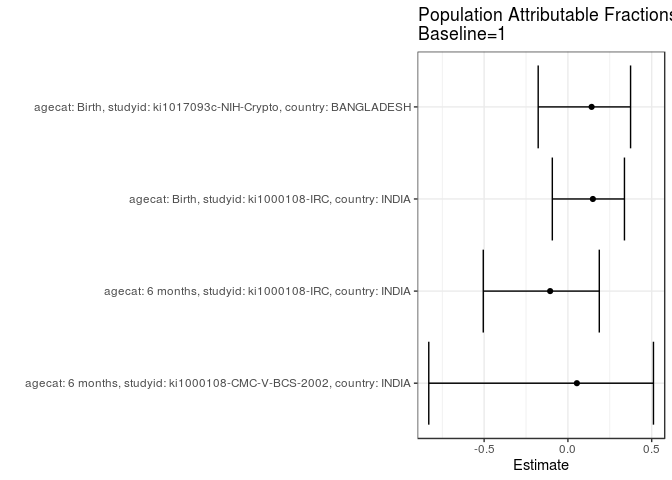 Population Attributable Fractions
Baseline=1
agecat: Birth, studyid: ki1017093c-NIH-Crypto, country: BANGLADESH
agecat: Birth, studyid: ki1000108-IRC, country: INDIA
agecat: 6 months, studyid: ki1000108-IRC, country: INDIA
agecat: 6 months, studyid: ki1000108-CMC-V-BCS-2002, country: INDIA
-0.5 0.0 0.5
Estimate